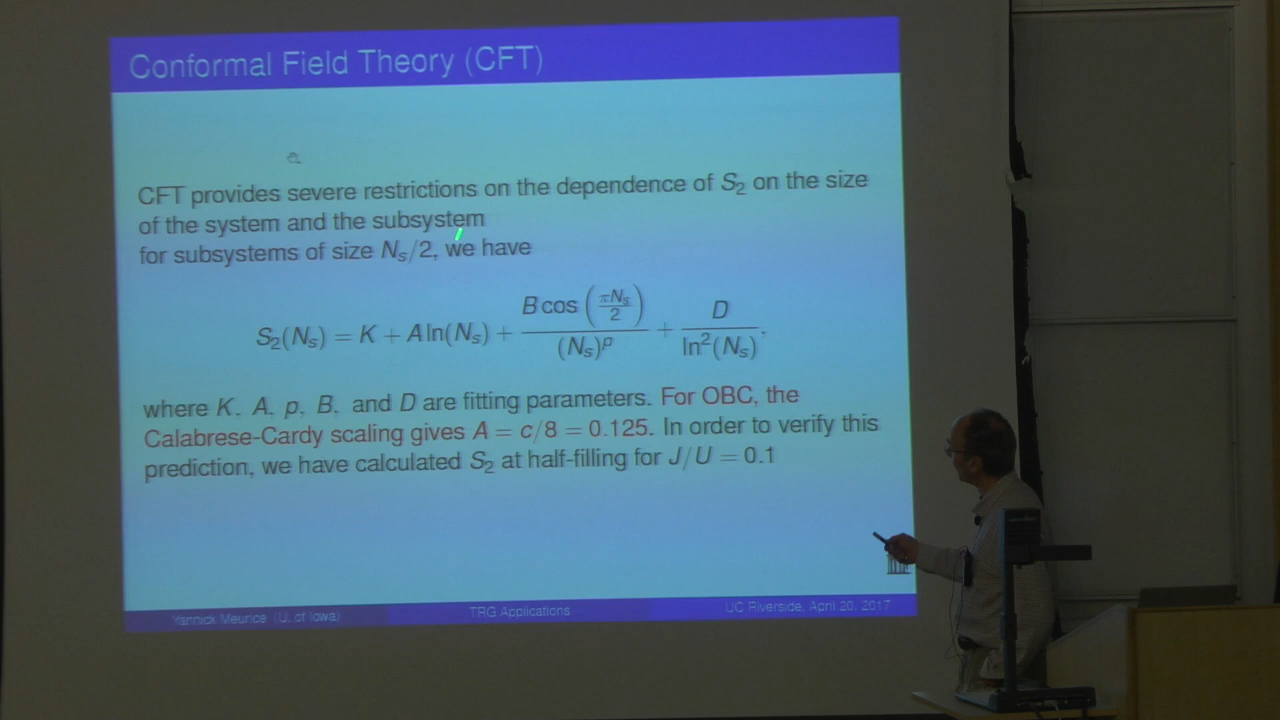 Conformal Field Theory (CFT)
CFT provides severe restrictions on the dependence of S₂ on the size
of the system and the subsystem
for subsystems of size Nₛ/2, we have
S₂(Nₛ) = K + A ln(Nₛ) + B cos(πNₛ/2)/(Nₛ)ᵖ + D/ln²(Nₛ).
where K, A, p, B, and D are fitting parameters. For OBC, the
Calabrese-Cardy scaling gives A = c/8 = 0.125. In order to verify this
prediction, we have calculated S₂ at half-filling for J/U = 0.1
Yannick Meurice (U. of Iowa) TRG Applications UC Riverside, April 20, 2017